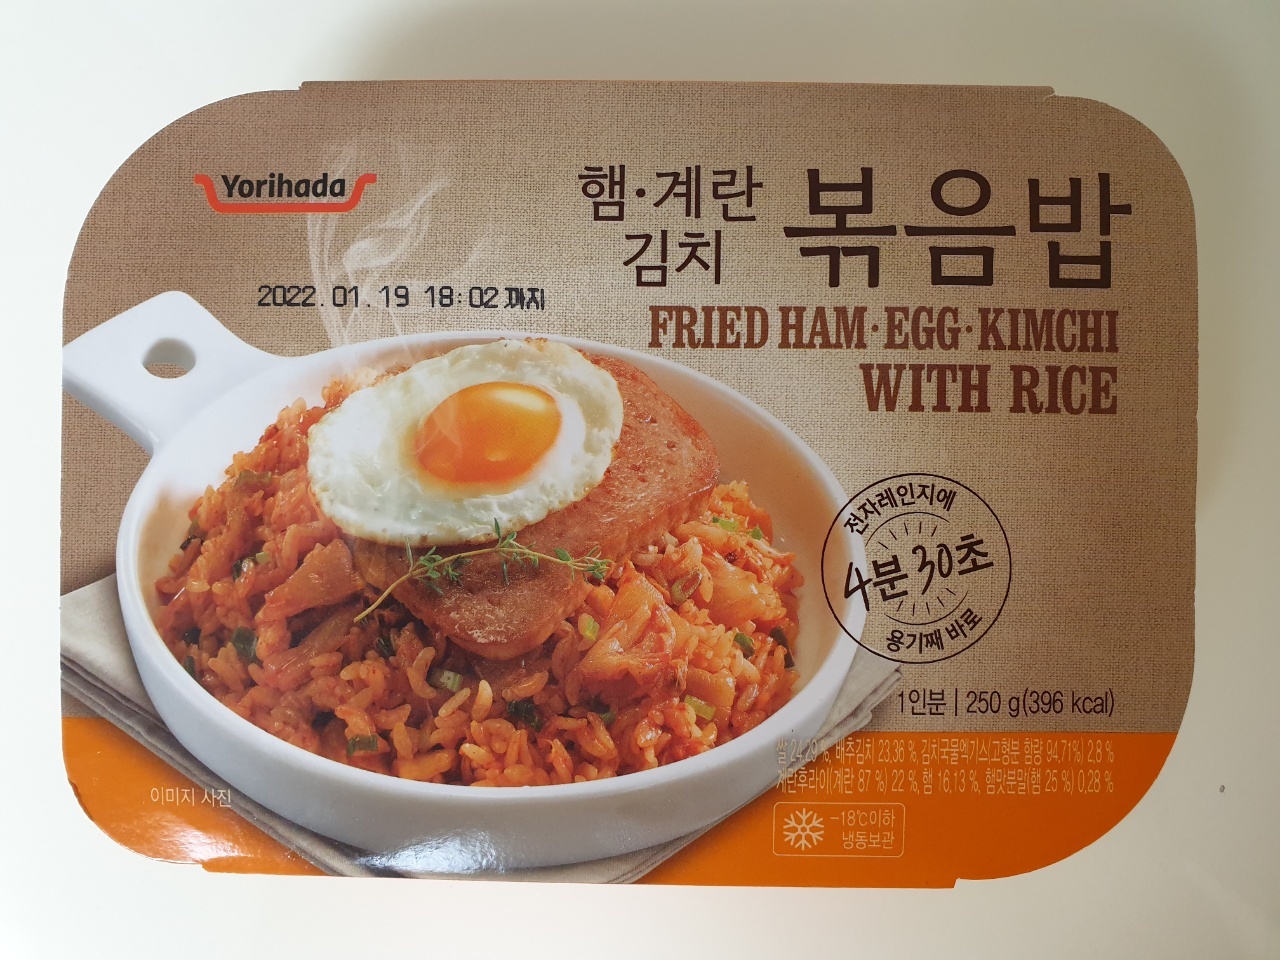 Yorihada
햄·계란
김치
볶음밥
2022.01.19 18:02 까지
FRIED HAM·EGG·KIMCHI
WITH RICE
전자레인지에
4분 30초
용기째 바로
1인분 | 250 g(396 kcal)
쌀 24.29 %, 배추김치 23.36 %, 김치국물엑기스(고형분 함량 94.71%) 2.8 %
계란후라이(계란 87 %) 22 %, 햄 16.13 %, 햄맛분말(햄 25 %) 0.28 %
-18℃이하
냉동보관
이미지 사진